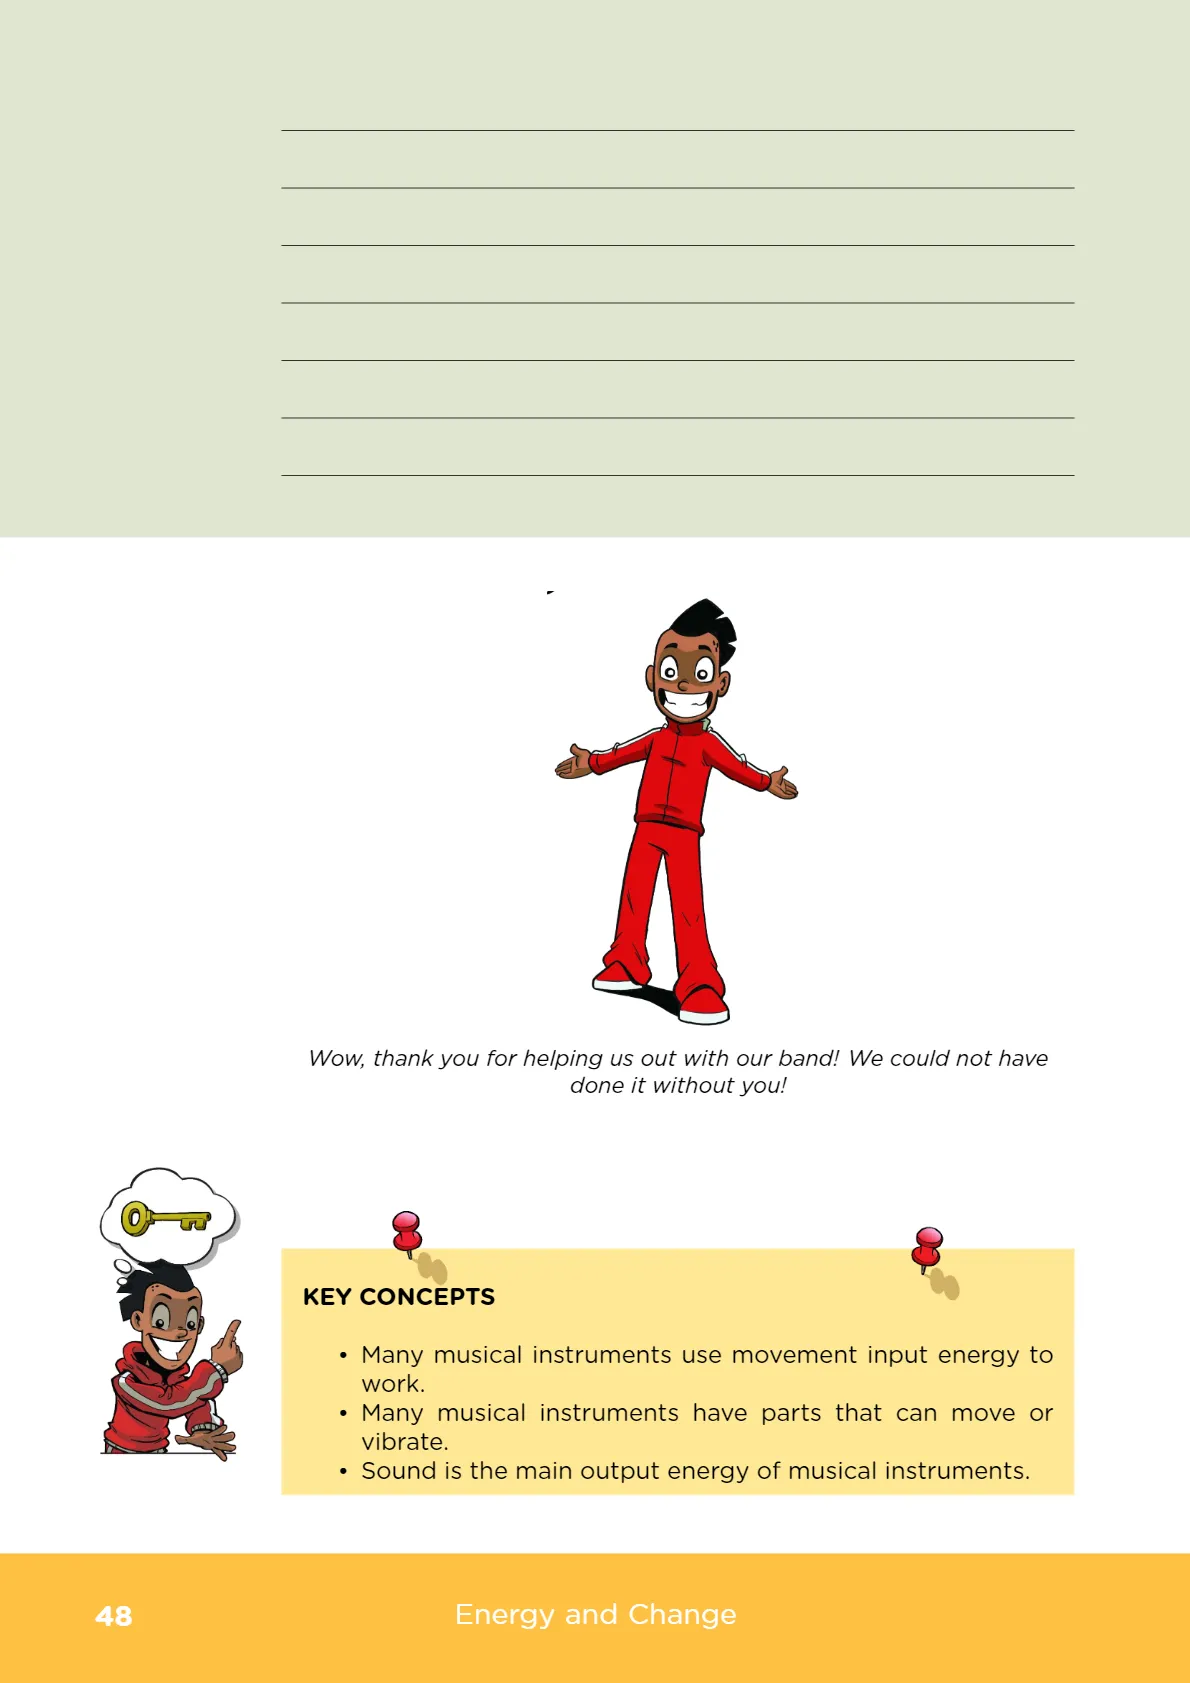 Wow, thank you for helping us out with our band! We could not have
done it without you!
KEY CONCEPTS
• Many musical instruments use movement input energy to
work.
• Many musical instruments have parts that can move or
vibrate.
• Sound is the main output energy of musical instruments.
48
Energy and Change